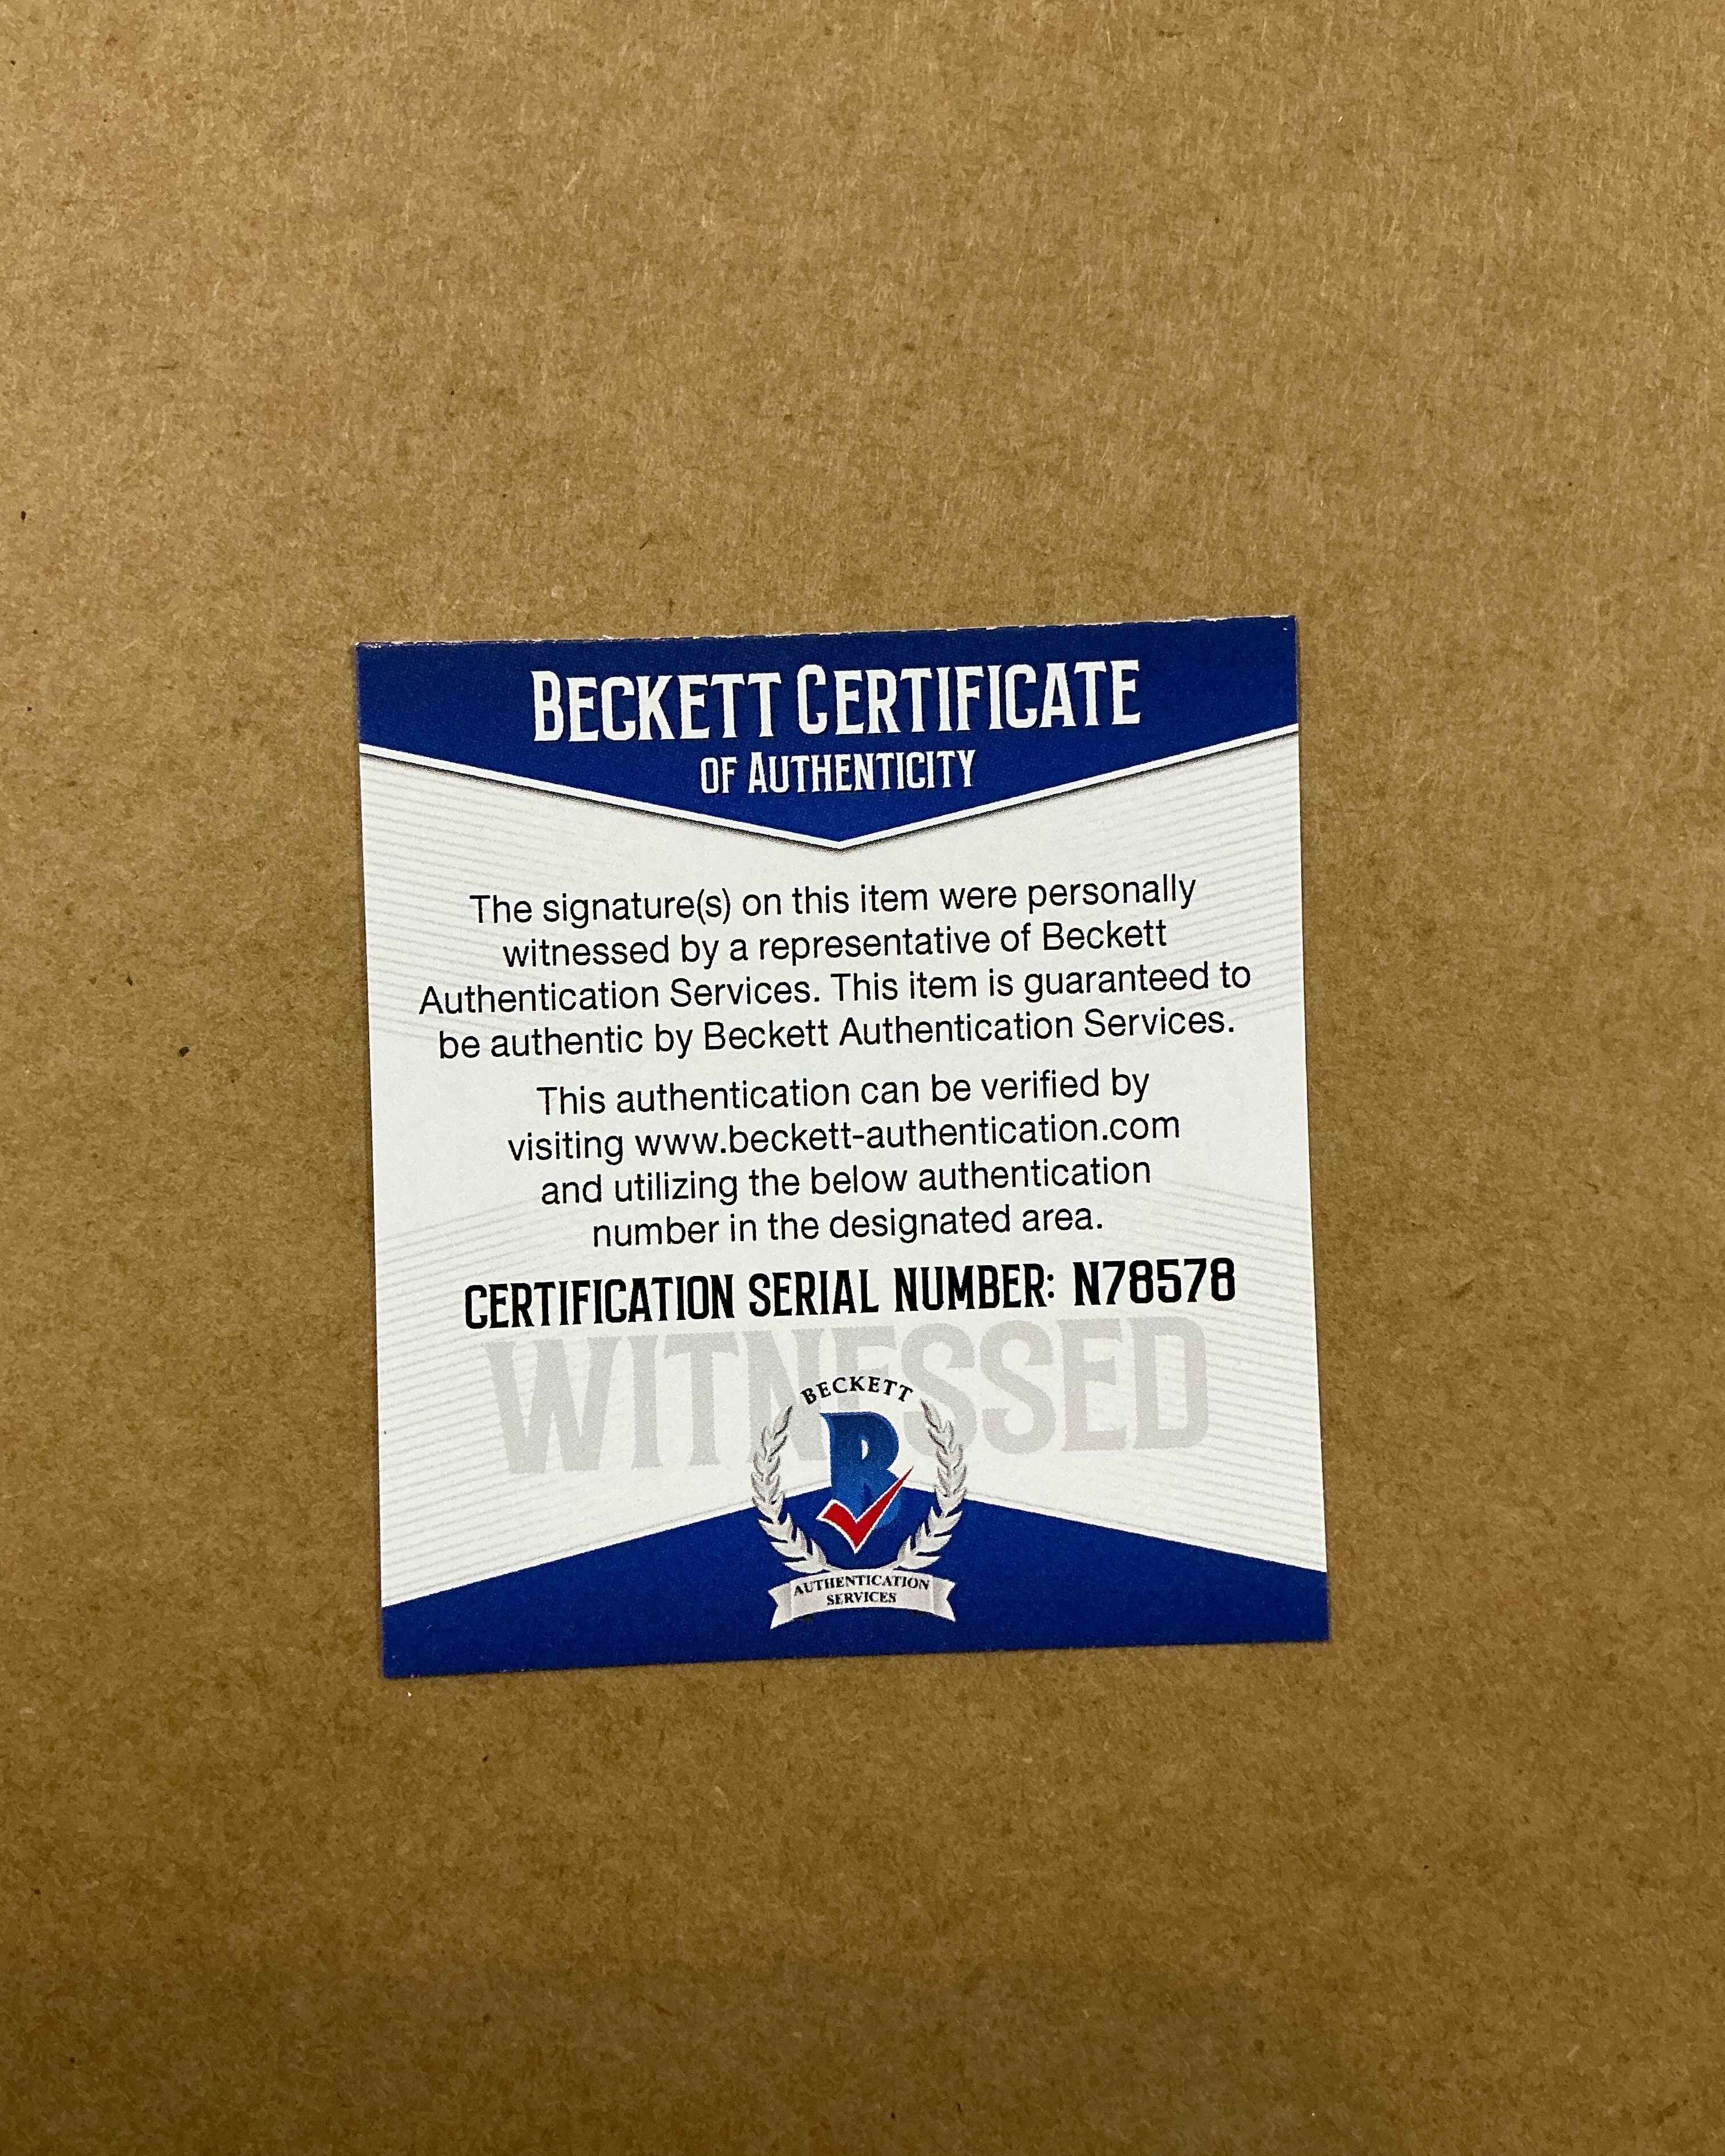 BECKETT CERTIFICATE
OF AUTHENTICITY
The signature(s) on this item were personally
witnessed by a representative of Beckett
Authentication Services. This item is guaranteed to
be authentic by Beckett Authentication Services.
This authentication can be verified by
visiting www.beckett-authentication.com
and utilizing the below authentication
number in the designated area.
CERTIFICATION SERIAL NUMBER: N78578
WITNESSED
BECKETT
B
AUTHENTICATION
SERVICES